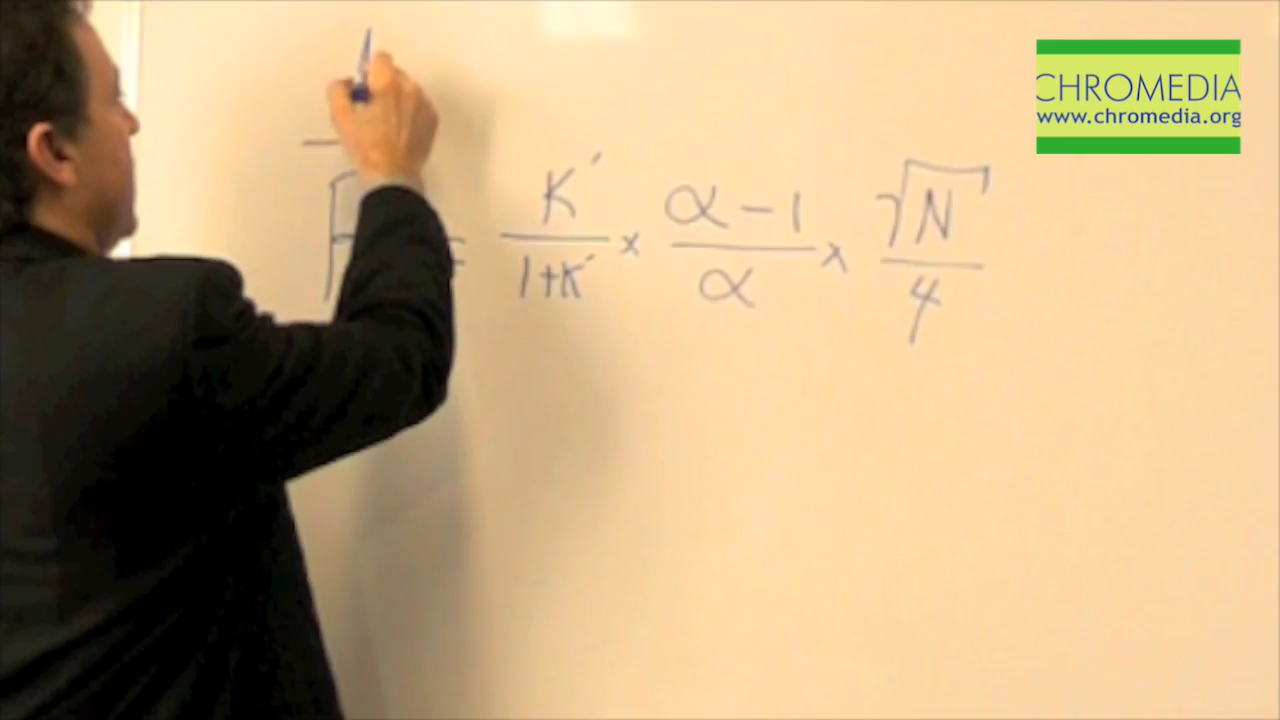 CHROMEDIA
www.chromedia.org
R = K' / 1+K' × α-1 / α × √N / 4